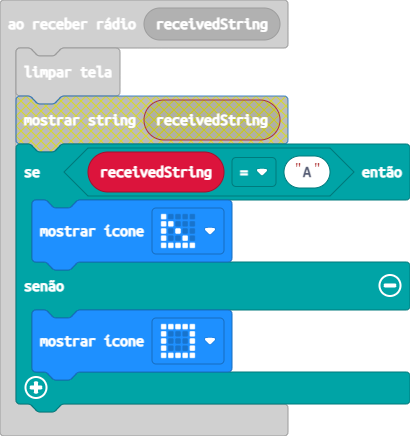 ao receber rádio receivedString
limpar tela
mostrar string receivedString
se receivedString = "A" então
mostrar ícone
senão
mostrar ícone